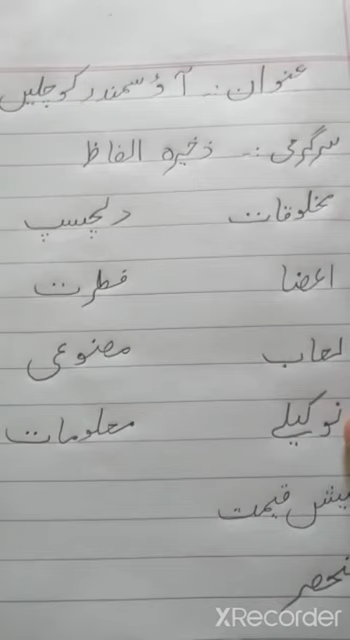 عنوان :۔ آؤ سمندر کو چلیں
سرگرمی :۔ ذخیرہ الفاظ
مخلوقات دلچسپ
اعضا فطرت
لعاب مصنوعی
نوکیلے معلومات
بیش قیمت
منحصر
XRecorder